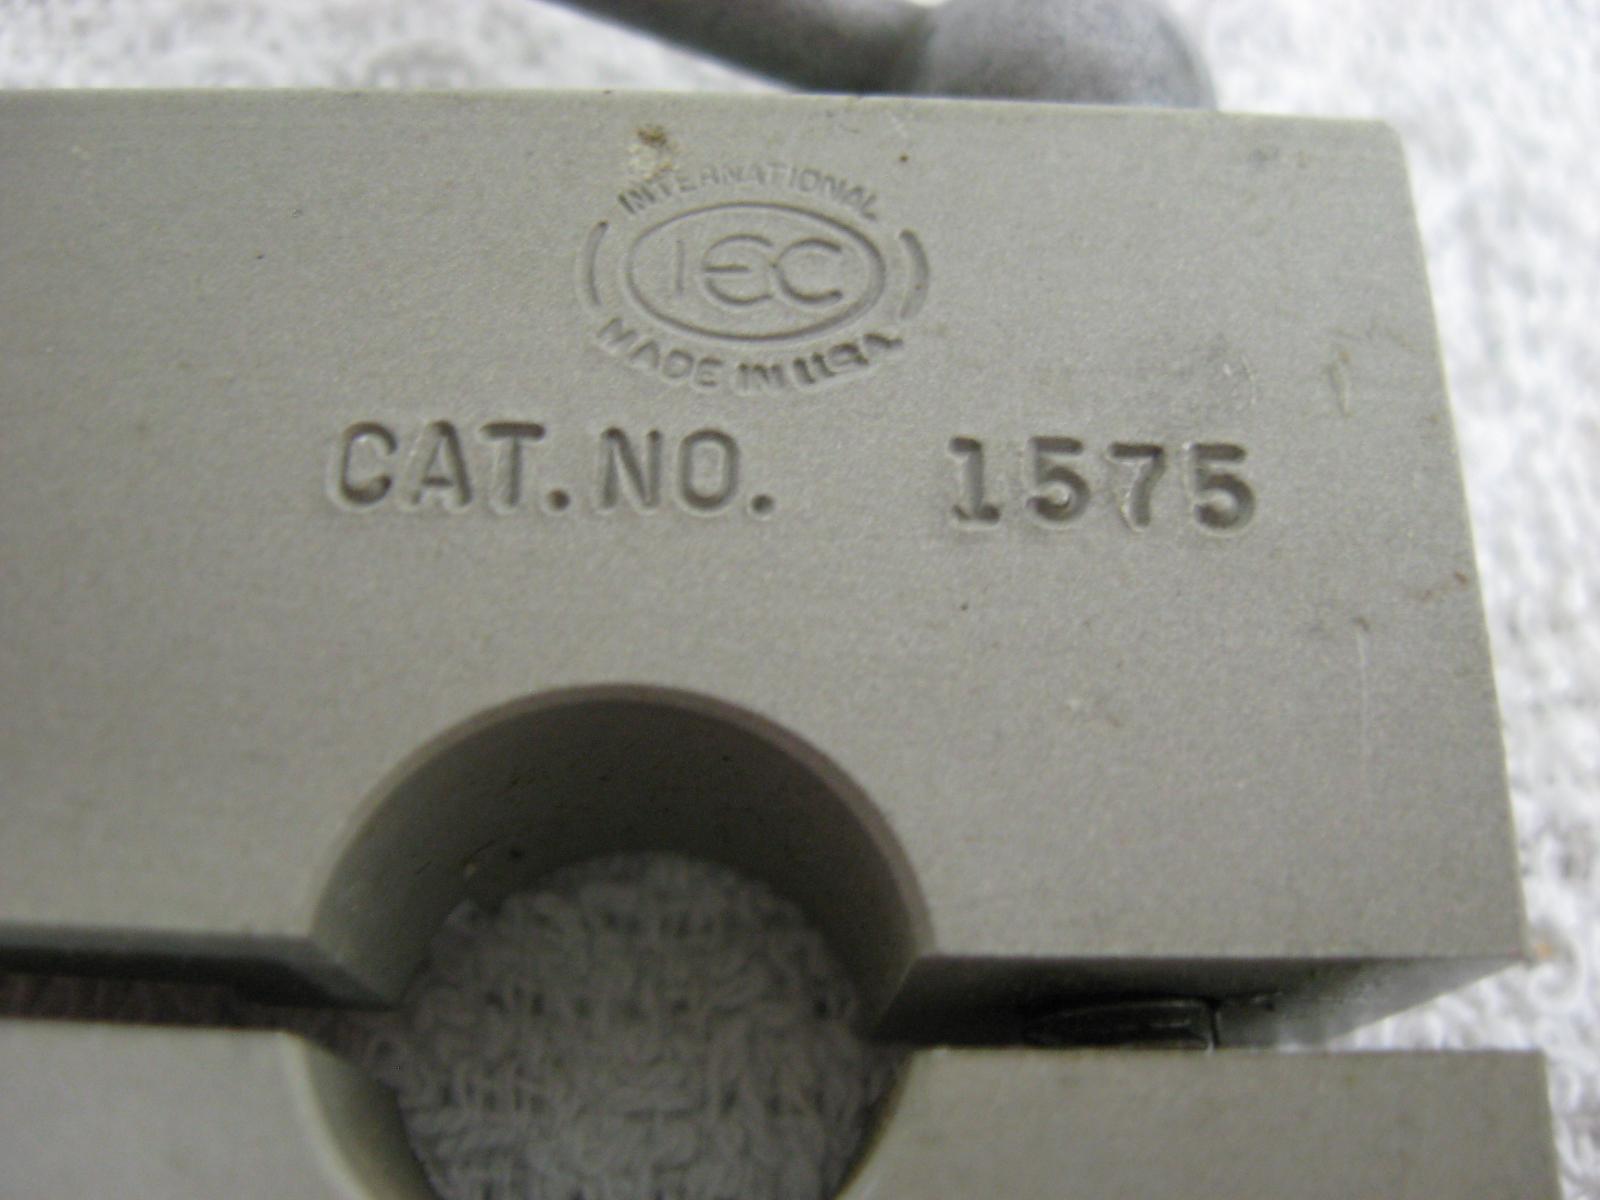 INTERNATIONAL
IEC
MADE IN U.S.A.
CAT.NO. 1575